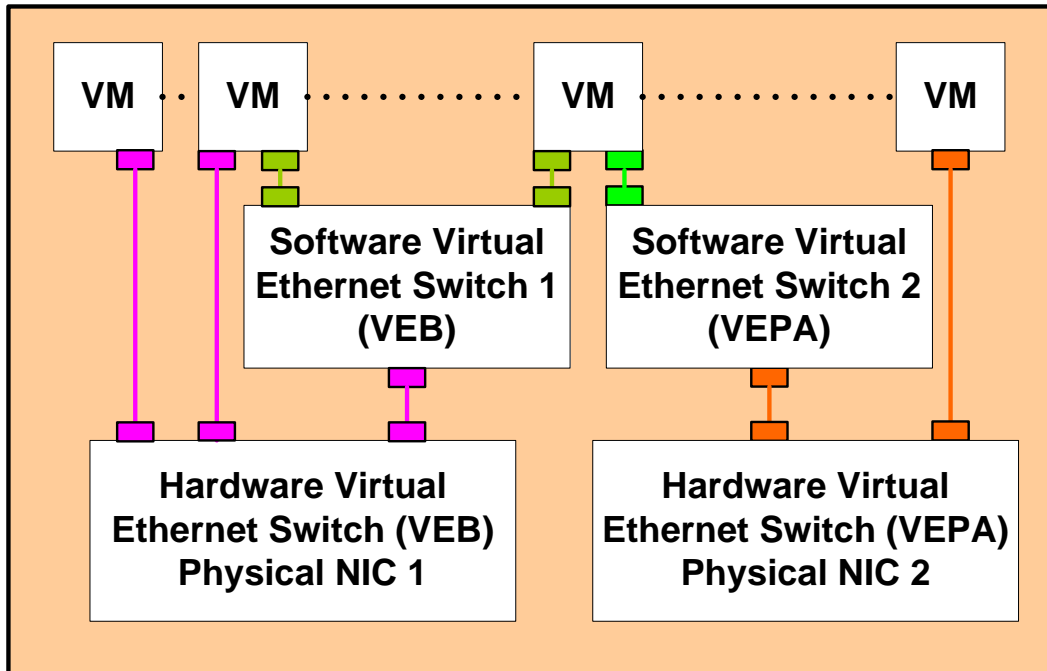 VM VM VM VM
Software Virtual
Ethernet Switch 1
(VEB)
Software Virtual
Ethernet Switch 2
(VEPA)
Hardware Virtual
Ethernet Switch (VEB)
Physical NIC 1
Hardware Virtual
Ethernet Switch (VEPA)
Physical NIC 2